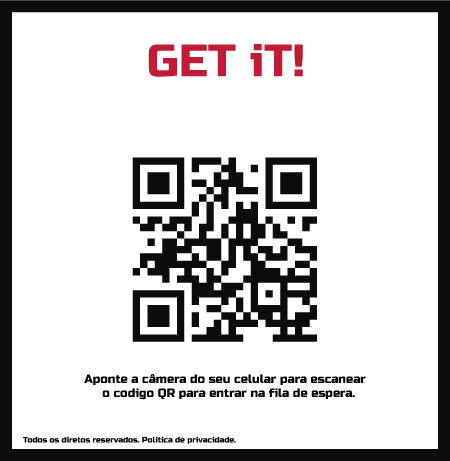 GET iT!
Aponte a câmera do seu celular para escanear
o codigo QR para entrar na fila de espera.
Todos os diretos reservados. Política de privacidade.